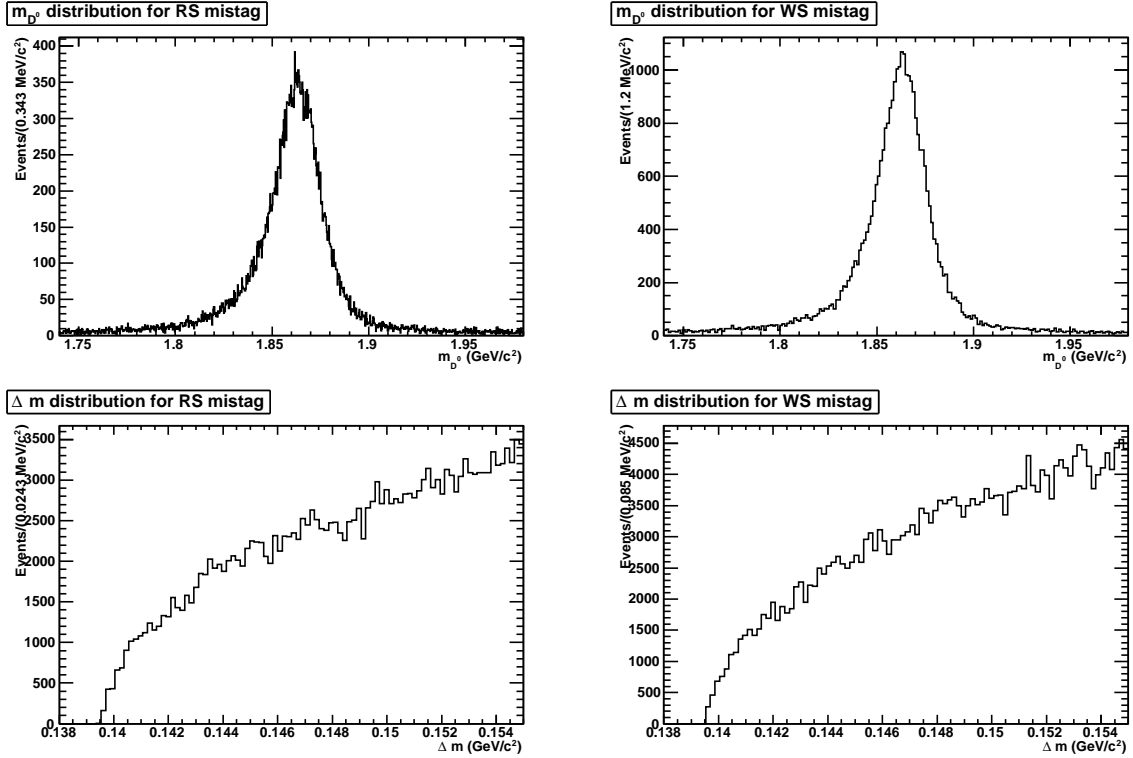 m_D⁰ distribution for RS mistag
Events/(0.343 MeV/c²)
400
350
300
250
200
150
100
50
0
1.75 1.8 1.85 1.9 1.95
m_D⁰ (GeV/c²)
m_D⁰ distribution for WS mistag
Events/(1.2 MeV/c²)
1000
800
600
400
200
0
1.75 1.8 1.85 1.9 1.95
m_D⁰ (GeV/c²)
Δ m distribution for RS mistag
Events/(0.0243 MeV/c²)
3500
3000
2500
2000
1500
1000
500
0
0.138 0.14 0.142 0.144 0.146 0.148 0.15 0.152 0.154
Δ m (GeV/c²)
Δ m distribution for WS mistag
Events/(0.085 MeV/c²)
4500
4000
3500
3000
2500
2000
1500
1000
500
0
0.138 0.14 0.142 0.144 0.146 0.148 0.15 0.152 0.154
Δ m (GeV/c²)